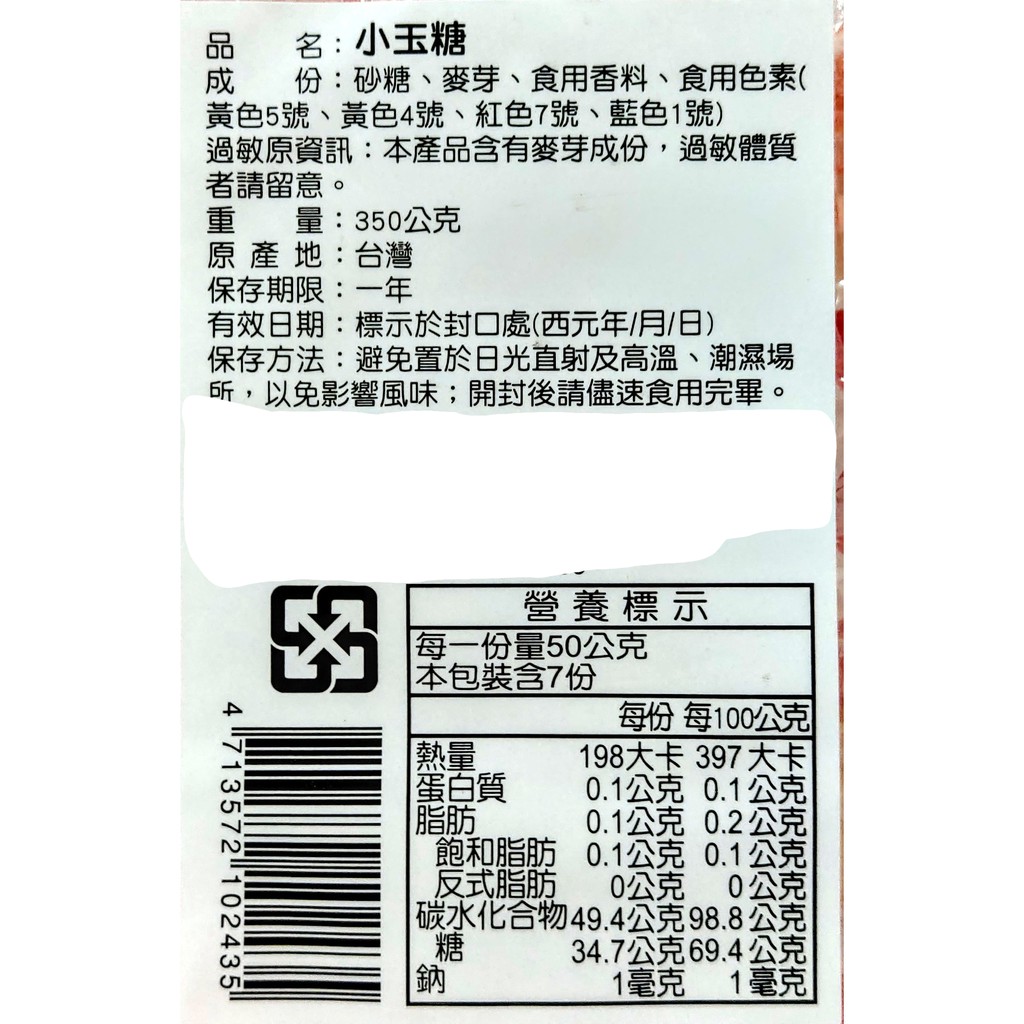 品　　名：小玉糖
成　　份：砂糖、麥芽、食用香料、食用色素(
黃色5號、黃色4號、紅色7號、藍色1號)
過敏原資訊：本產品含有麥芽成份，過敏體質
者請留意。
重　　量：350公克
原 產 地：台灣
保存期限：一年
有效日期：標示於封口處(西元年/月/日)
保存方法：避免置於日光直射及高溫、潮濕場
所，以免影響風味；開封後請儘速食用完畢。
營養標示
每一份量50公克
本包裝含7份
每份 每100公克
熱量 198大卡 397大卡
蛋白質 0.1公克 0.1公克
脂肪 0.1公克 0.2公克
飽和脂肪 0.1公克 0.1公克
反式脂肪 0公克 0公克
碳水化合物 49.4公克 98.8公克
糖 34.7公克 69.4公克
鈉 1毫克 1毫克
4 713572 102435